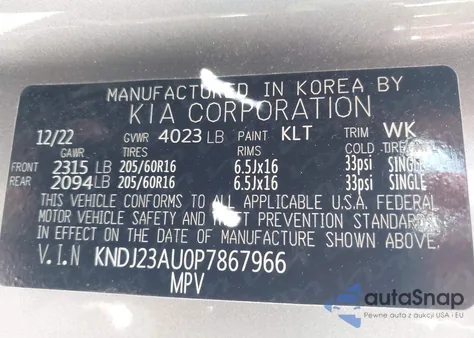 MANUFACTURED IN KOREA BY
KIA CORPORATION
12/22 GVWR 4023 LB PAINT KLT TRIM WK
GAWR TIRES COLD
FRONT 2315 LB 205/60R16 6.5Jx16 33psi SINGLE
REAR 2094 LB 205/60R16 6.5Jx16 33psi SINGLE
THIS VEHICLE CONFORMS TO ALL APPLICABLE U.S.A. FEDERAL
MOTOR VEHICLE SAFETY AND THEFT PREVENTION STANDARDS
IN EFFECT ON THE DATE OF MANUFACTURE SHOWN ABOVE.
V.I.N KNDJ23AU0P7867966
MPV
autoSnap
Pewne auta z aukcji USA i EU